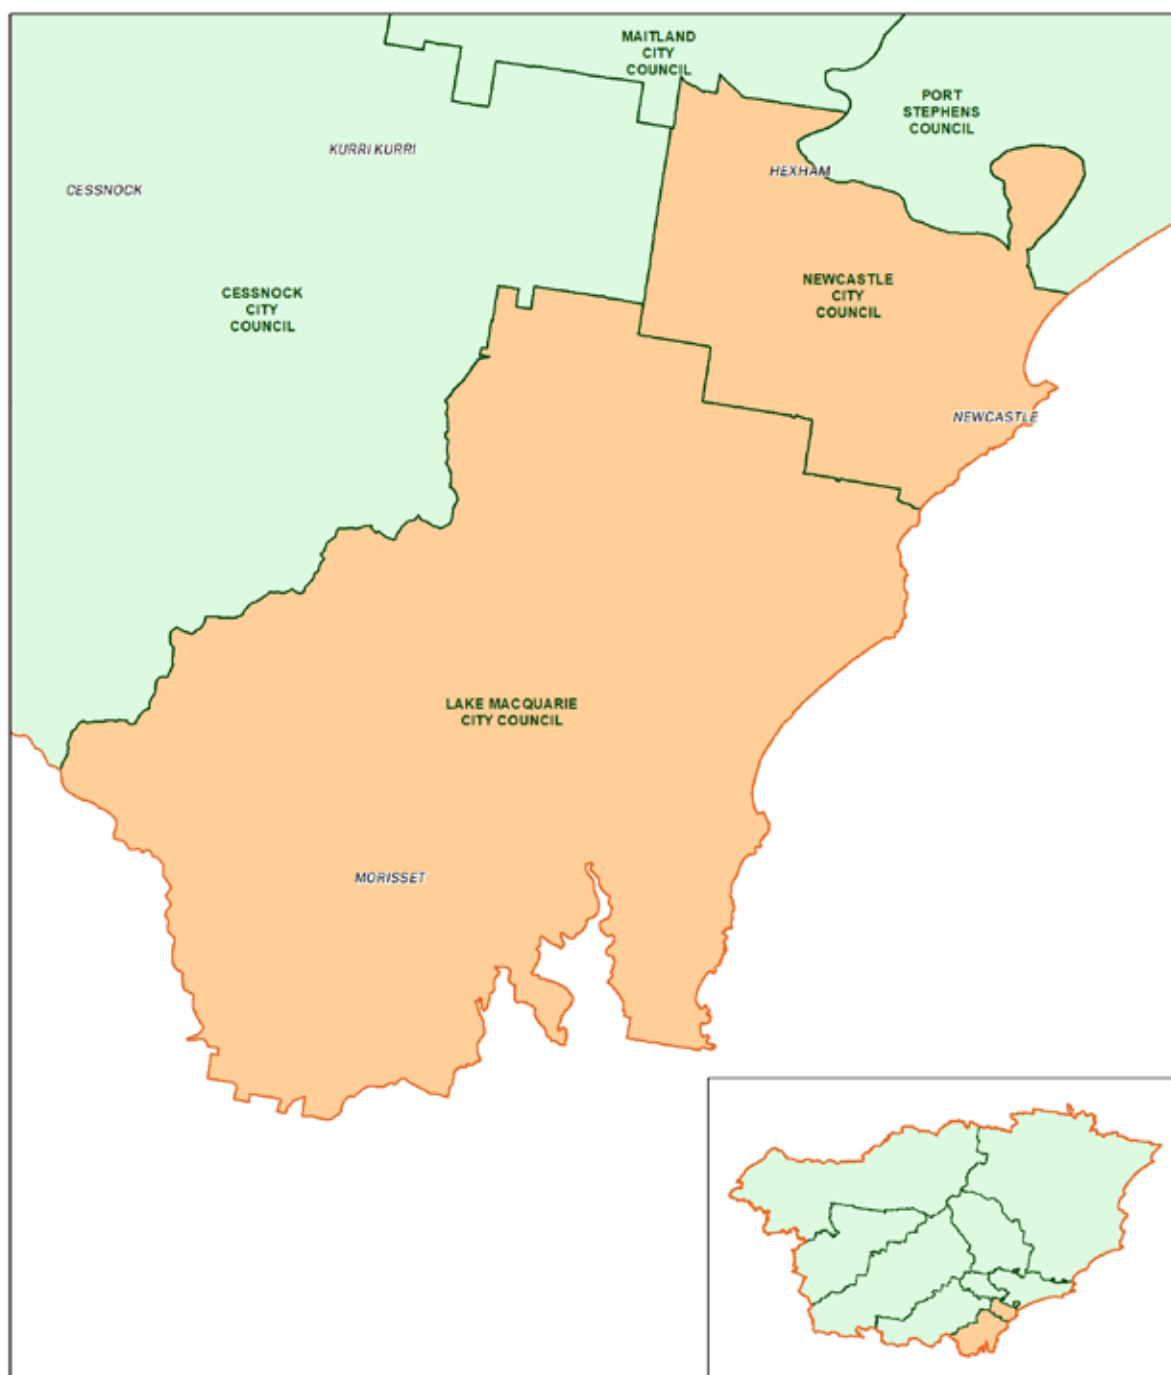 MAITLAND
CITY
COUNCIL
PORT
STEPHENS
COUNCIL
KURRI KURRI
HEXHAM
CESSNOCK
CESSNOCK
CITY
COUNCIL
NEWCASTLE
CITY
COUNCIL
NEWCASTLE
LAKE MACQUARIE
CITY COUNCIL
MORISSET